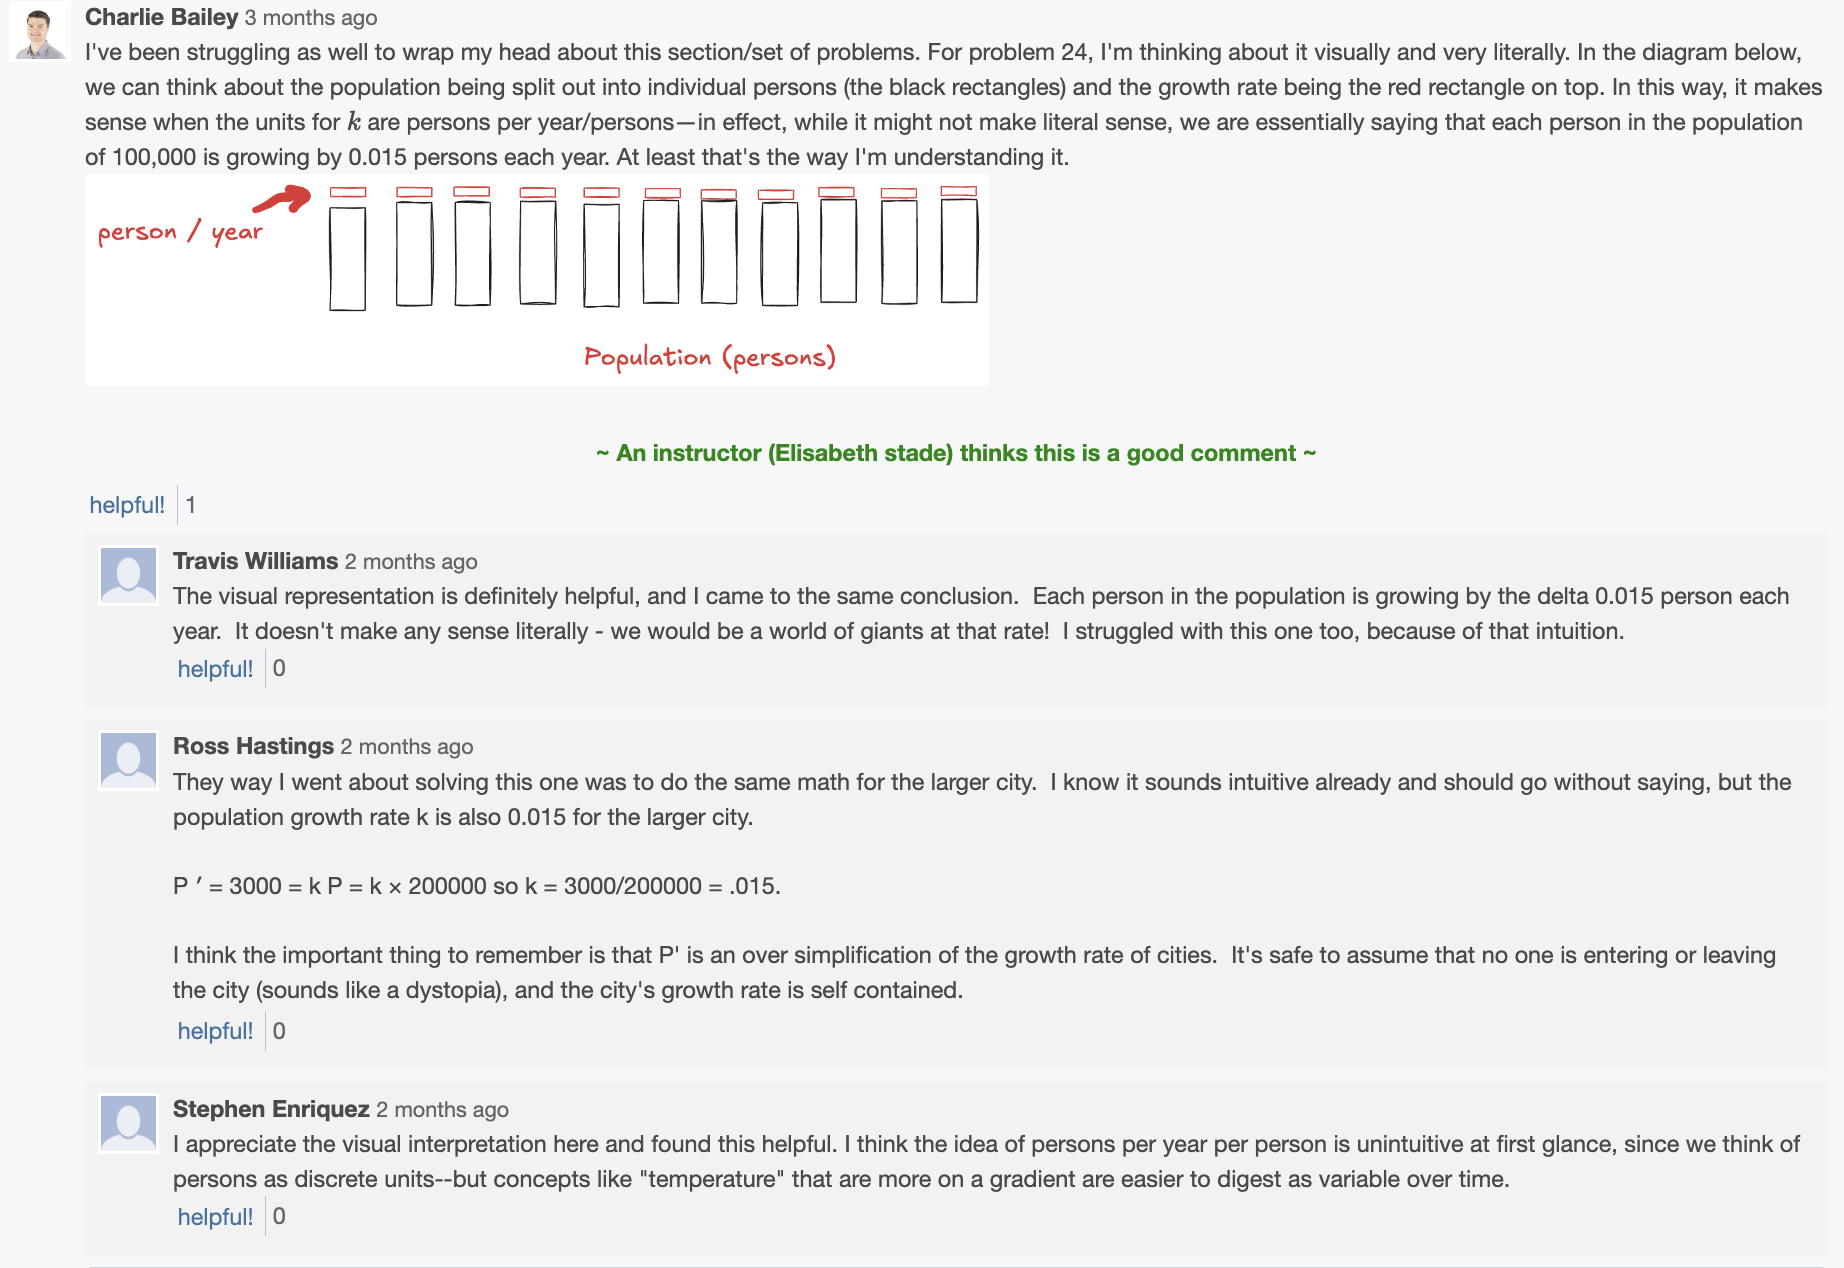 Charlie Bailey 3 months ago
I've been struggling as well to wrap my head about this section/set of problems. For problem 24, I'm thinking about it visually and very literally. In the diagram below,
we can think about the population being split out into individual persons (the black rectangles) and the growth rate being the red rectangle on top. In this way, it makes
sense when the units for k are persons per year/persons—in effect, while it might not make literal sense, we are essentially saying that each person in the population
of 100,000 is growing by 0.015 persons each year. At least that's the way I'm understanding it.
person / year
Population (persons)
~ An instructor (Elisabeth stade) thinks this is a good comment ~
helpful! 1
Travis Williams 2 months ago
The visual representation is definitely helpful, and I came to the same conclusion.  Each person in the population is growing by the delta 0.015 person each
year.  It doesn't make any sense literally - we would be a world of giants at that rate!  I struggled with this one too, because of that intuition.
helpful! 0
Ross Hastings 2 months ago
They way I went about solving this one was to do the same math for the larger city.  I know it sounds intuitive already and should go without saying, but the
population growth rate k is also 0.015 for the larger city.
P ′ = 3000 = k P = k × 200000 so k = 3000/200000 = .015.
I think the important thing to remember is that P' is an over simplification of the growth rate of cities.  It's safe to assume that no one is entering or leaving
the city (sounds like a dystopia), and the city's growth rate is self contained.
helpful! 0
Stephen Enriquez 2 months ago
I appreciate the visual interpretation here and found this helpful. I think the idea of persons per year per person is unintuitive at first glance, since we think of
persons as discrete units--but concepts like "temperature" that are more on a gradient are easier to digest as variable over time.
helpful! 0